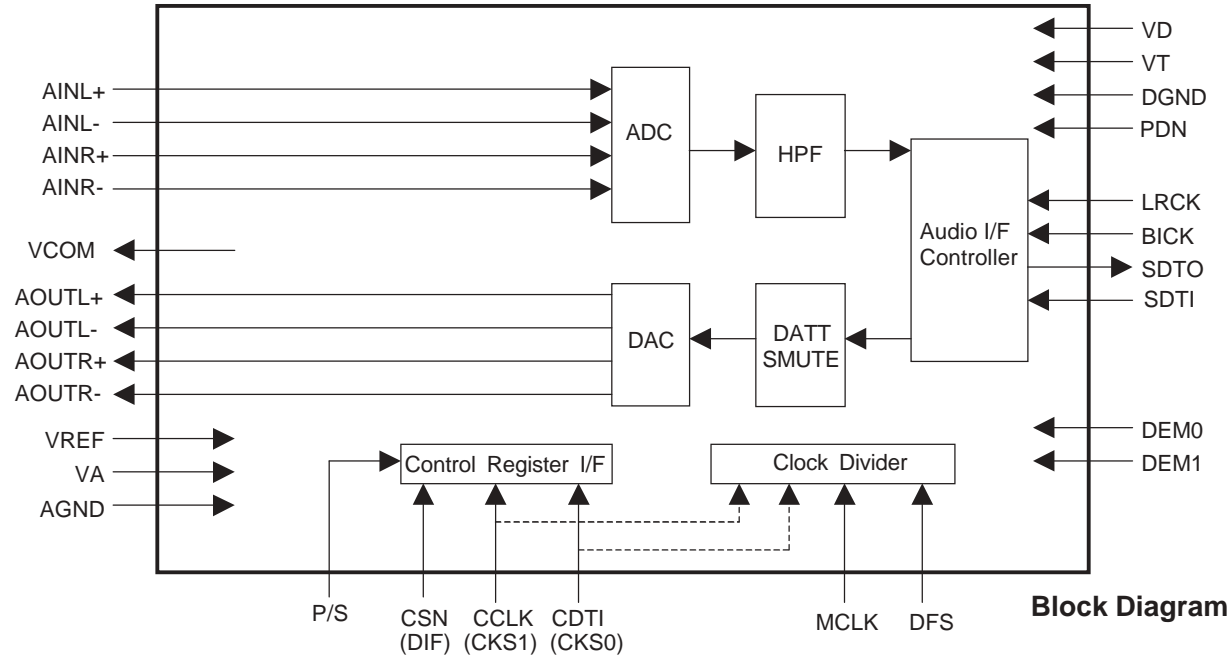 VD
VT
DGND
PDN
AINL+
AINL-
AINR+
AINR-
ADC
HPF
Audio I/F
Controller
LRCK
BICK
SDTO
SDTI
VCOM
AOUTL+
AOUTL-
AOUTR+
AOUTR-
DAC
DATT
SMUTE
VREF
VA
AGND
Control Register I/F
Clock Divider
DEM0
DEM1
P/S
CSN
(DIF)
CCLK
(CKS1)
CDTI
(CKS0)
MCLK
DFS
Block Diagram